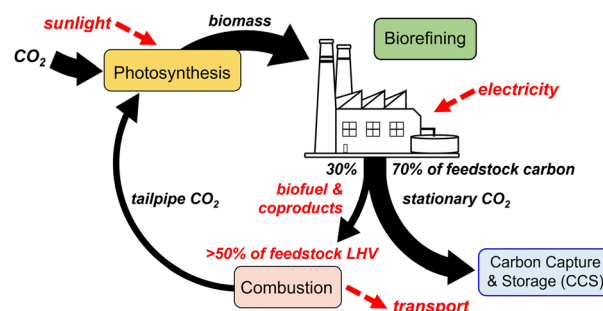 sunlight
biomass
CO₂
Photosynthesis
Biorefining
electricity
30%
70% of feedstock carbon
biofuel &
coproducts
stationary CO₂
tailpipe CO₂
>50% of feedstock LHV
Combustion
transport
Carbon Capture
& Storage (CCS)